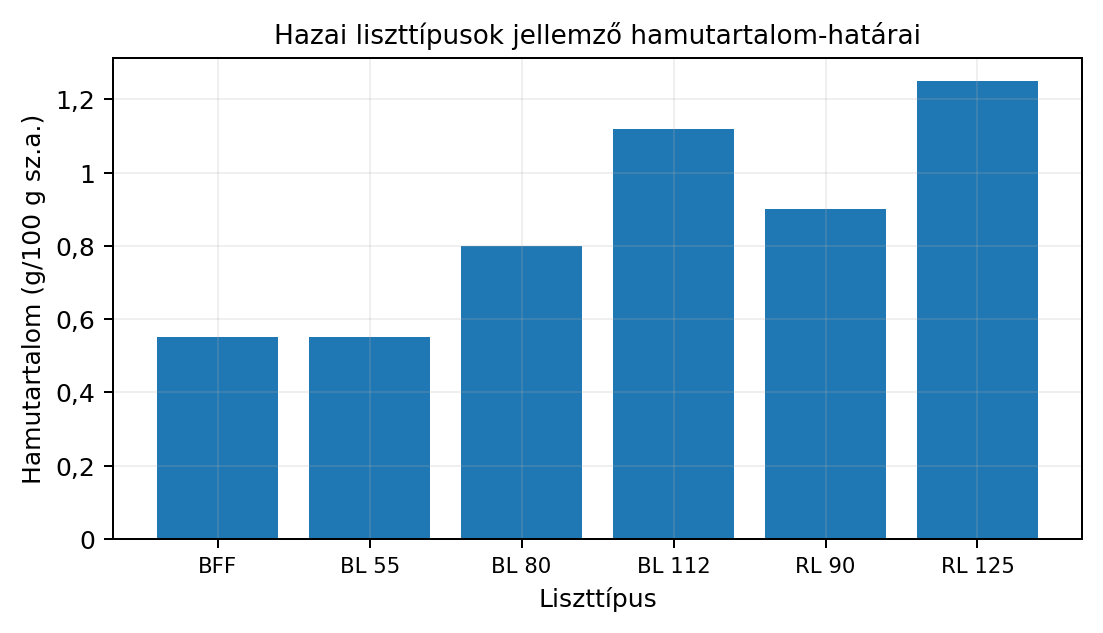 Hazai liszttípusok jellemző hamutartalom-határai
Hamutartalom (g/100 g sz.a.)
1,2
1
0,8
0,6
0,4
0,2
0
BFF BL 55 BL 80 BL 112 RL 90 RL 125
Liszttípus